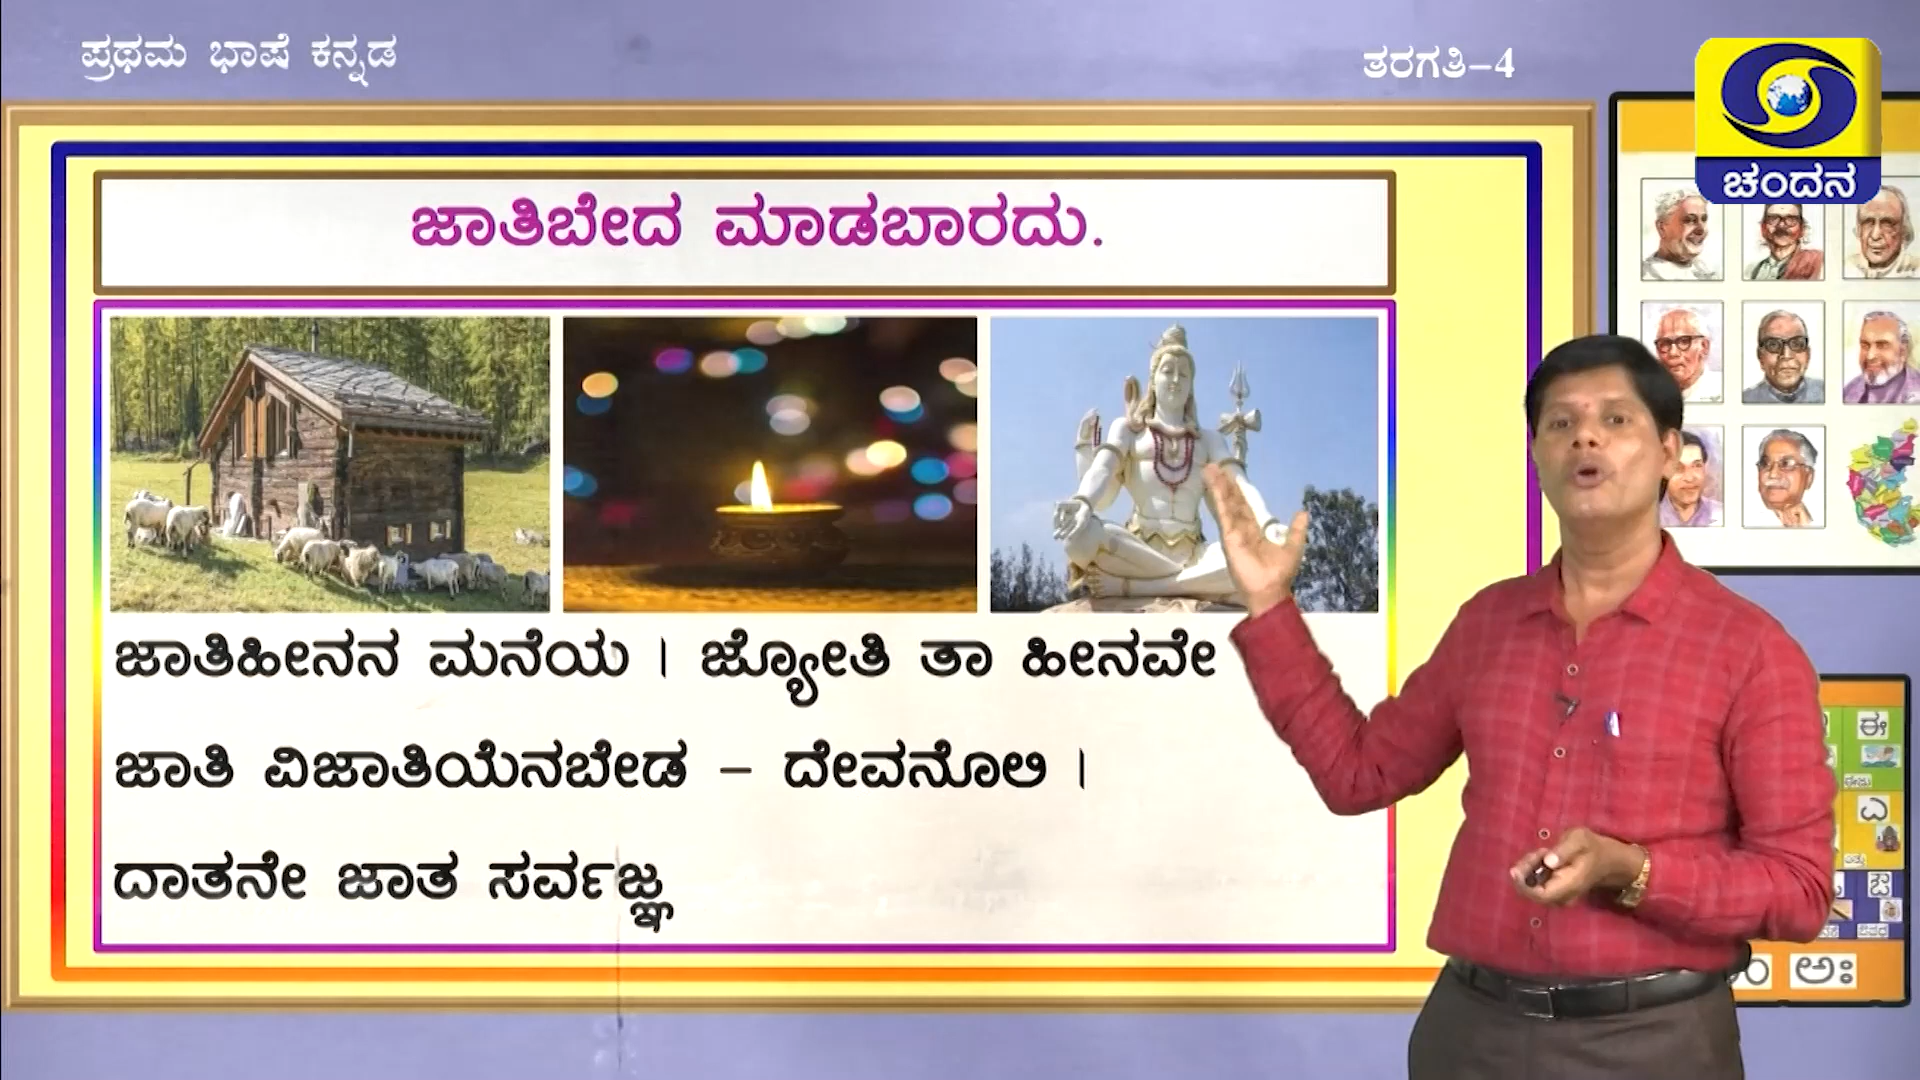 ಪ್ರಥಮ ಭಾಷೆ ಕನ್ನಡ
ತರಗತಿ-4
ಚಂದನ
ಜಾತಿಬೇದ ಮಾಡಬಾರದು.
ಜಾತಿಹೀನನ ಮನೆಯ । ಜ್ಯೋತಿ ತಾ ಹೀನವೇ
ಜಾತಿ ವಿಜಾತಿಯೆನಬೇಡ - ದೇವನೊಲಿ ।
ದಾತನೇ ಜಾತ ಸರ್ವಜ್ಞ
ಈ
ಎ
ಔ
ಅಃ